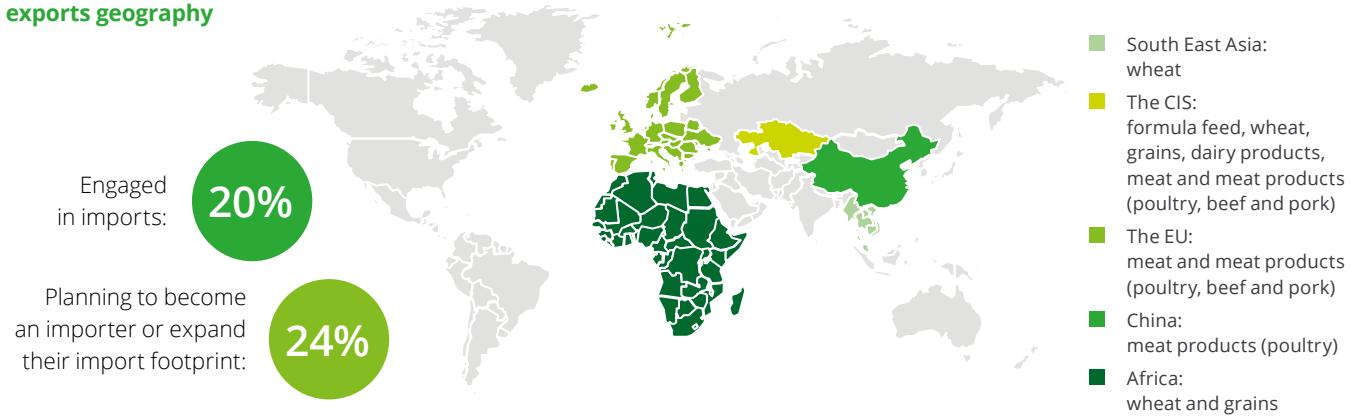 exports geography
Engaged
in imports:
20%
Planning to become
an importer or expand
their import footprint:
24%
South East Asia:
wheat
The CIS:
formula feed, wheat,
grains, dairy products,
meat and meat products
(poultry, beef and pork)
The EU:
meat and meat products
(poultry, beef and pork)
China:
meat products (poultry)
Africa:
wheat and grains